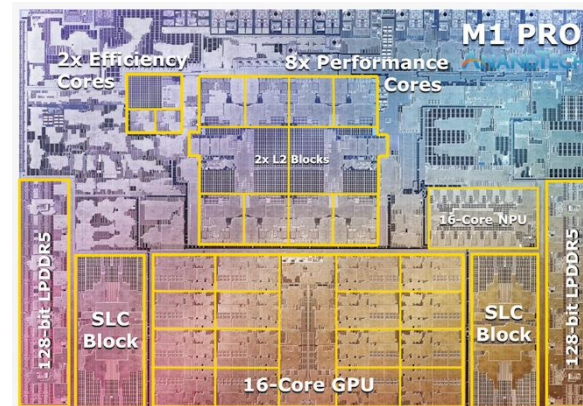 M1 PRO
ANANDTECH
2x Efficiency
Cores
8x Performance
Cores
2x L2 Blocks
16-Core NPU
128-bit LPDDR5
SLC
Block
16-Core GPU
SLC
Block
128-bit LPDDR5